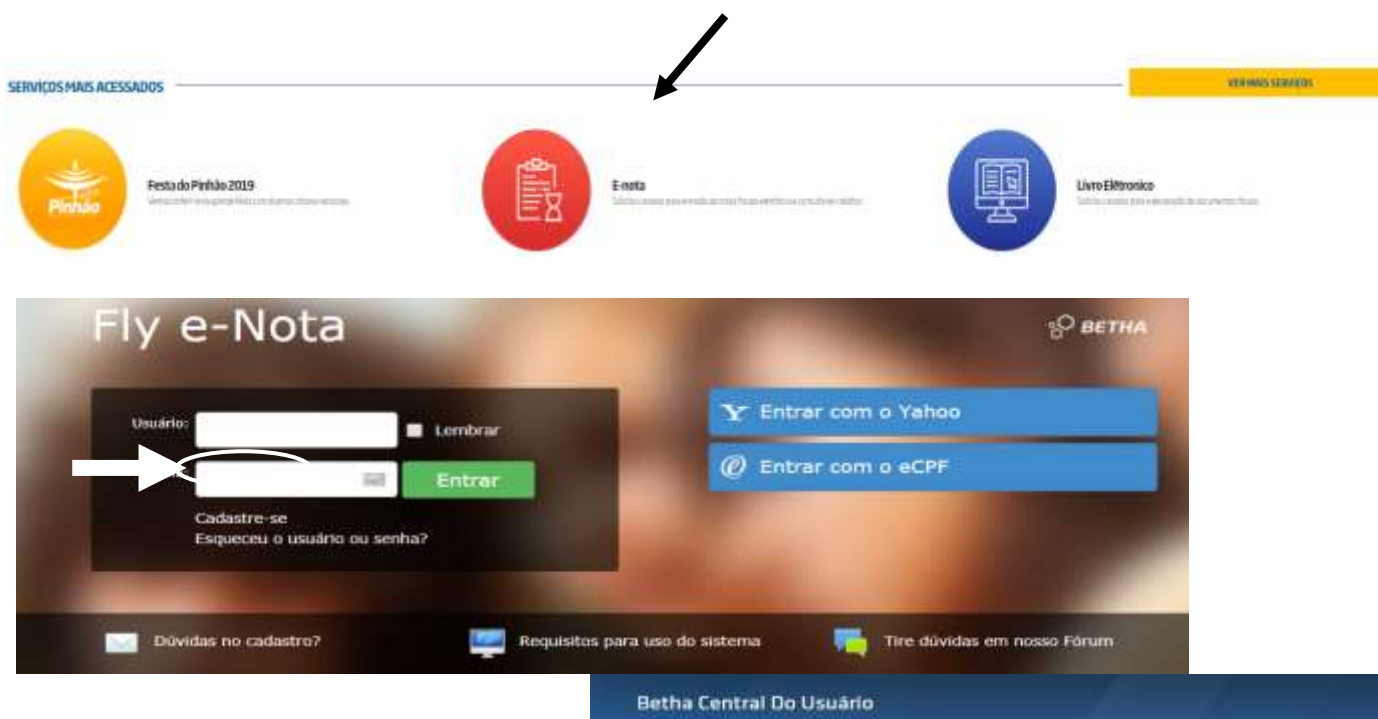 SERVIÇOS MAIS ACESSADOS
VER MAIS SERVIÇOS
Pinhão
Festa do Pinhão 2019
E-nota
Livro Elêtronico
Fly e-Nota
BETHA
Usuário:
Lembrar
Entrar
Cadastre-se
Esqueceu o usuário ou senha?
Entrar com o Yahoo
Entrar com o eCPF
Dúvidas no cadastro?
Requisitos para uso do sistema
Tire dúvidas em nosso Fórum
Betha Central Do Usuário